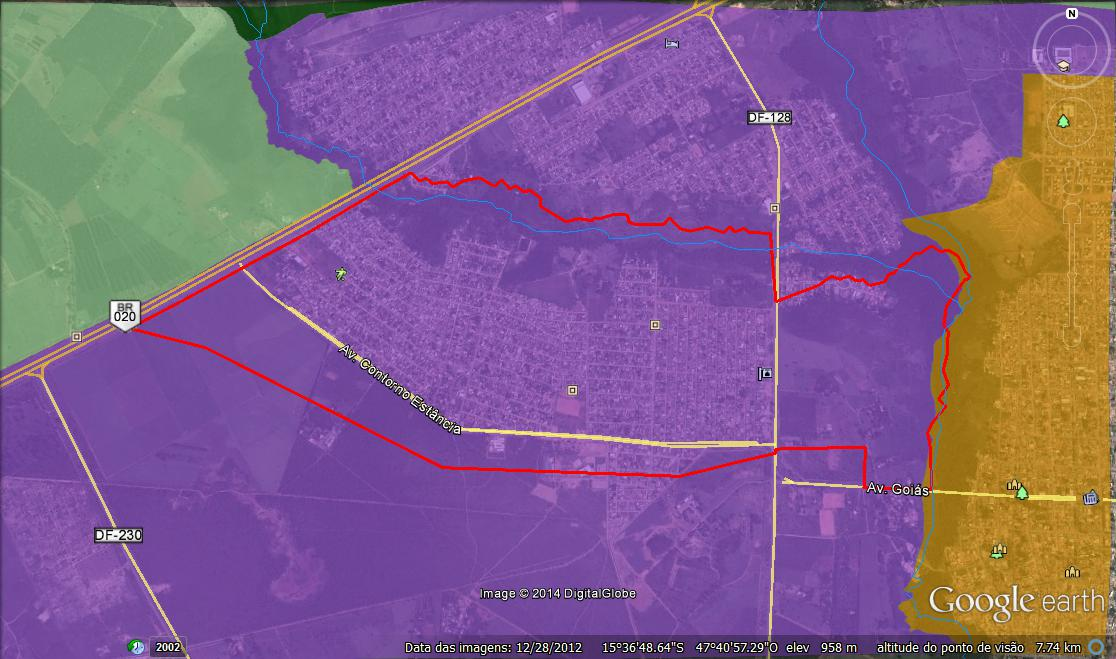 N
DF-128
BR
020
Av. Contorno Estância
Av. Goiás
DF-230
Image © 2014 DigitalGlobe
Google earth
2002
Data das imagens: 12/28/2012 15°36'48.64"S 47°40'57.29"O elev 958 m altitude do ponto de visão 7.74 km